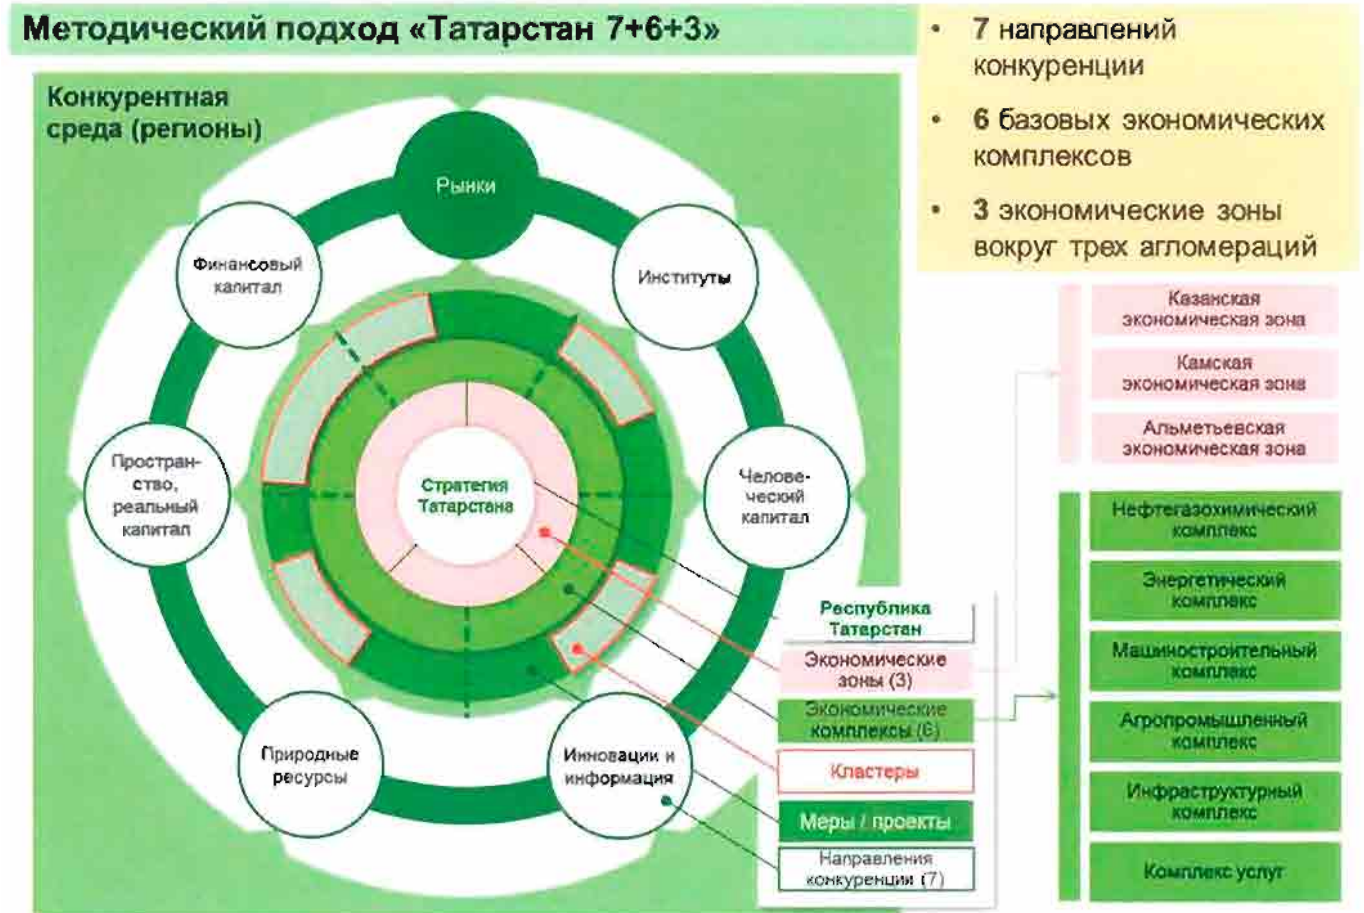 Методический подход «Татарстан 7+6+3»
• 7 направлений
конкуренции
• 6 базовых экономических
комплексов
• 3 экономические зоны
вокруг трех агломераций
Конкурентная
среда (регионы)
Рынки
Финансовый
капитал
Институты
Простран-
ство,
реальный
капитал
Стратегия
Татарстана
Челове-
ческий
капитал
Природные
ресурсы
Инновации и
информация
Республика
Татарстан
Экономические
зоны (3)
Экономические
комплексы (6)
Кластеры
Меры / проекты
Направления
конкуренции (7)
Казанская
экономическая зона
Камская
экономическая зона
Альметьевская
экономическая зона
Нефтегазохимический
комплекс
Энергетический
комплекс
Машиностроительный
комплекс
Агропромышленный
комплекс
Инфраструктурный
комплекс
Комплекс услуг